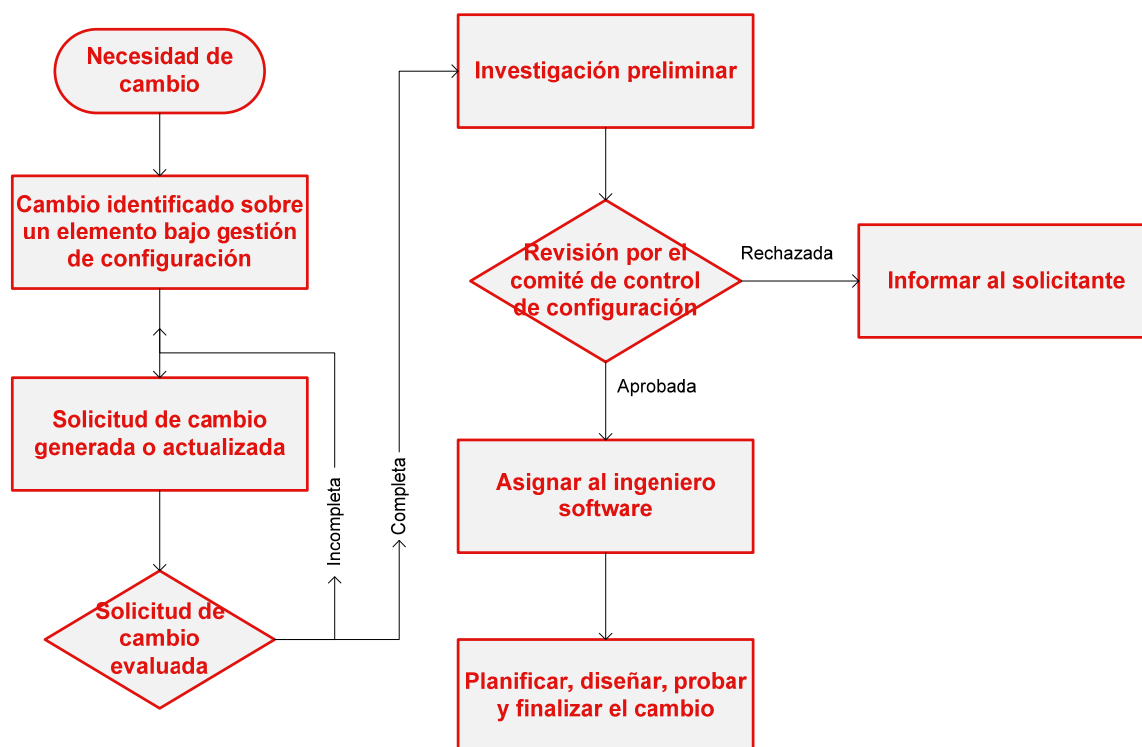 Necesidad de
cambio
Cambio identificado sobre
un elemento bajo gestión
de configuración
Solicitud de cambio
generada o actualizada
Solicitud de
cambio
evaluada
Incompleta
Completa
Investigación preliminar
Revisión por el
comité de control
de configuración
Rechazada
Informar al solicitante
Aprobada
Asignar al ingeniero
software
Planificar, diseñar, probar
y finalizar el cambio